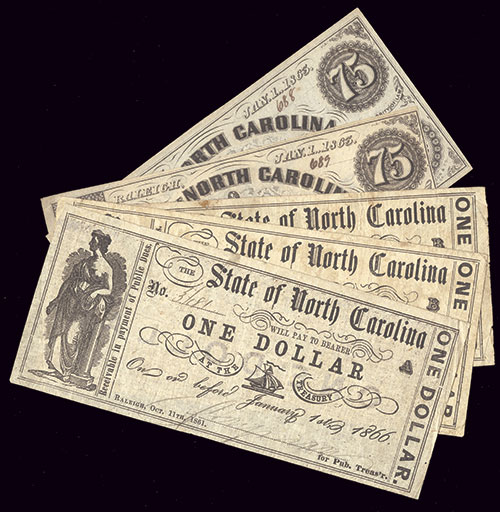 JAN. 1, 1863.
75
688
NORTH CAROLINA
RALEIGH,
JAN. 1, 1863.
75
689
NORTH CAROLINA
State of North Carolina
ONE
B
State of North Carolina
ONE
B
Receivable in payment of Public Dues.
THE
State of North Carolina
No.
WILL PAY TO BEARER
ONE DOLLAR
A
AT THE
TREASURY
On or before January 1st, 1866.
RALEIGH, OCT. 11th, 1861.
for Pub. Treas'r.
ONE DOLLAR.